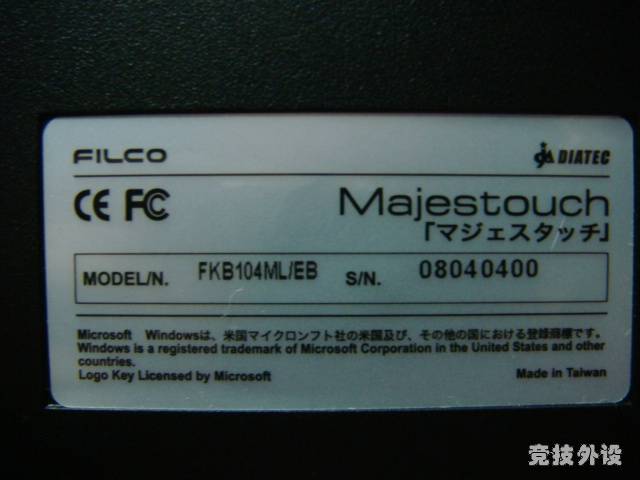 FILCO
DIATEC
CE FC
Majestouch
「マジェスタッチ」
MODEL/N. FKB104ML/EB S/N. 08040400
Microsoft Windowsは、米国マイクロンフト社の米国及び、その他の国における登録商標です。
Windows is a registered trademark of Microsoft Corporation in the United States and other
countries.
Logo Key Licensed by Microsoft
Made in Taiwan
竞技外设